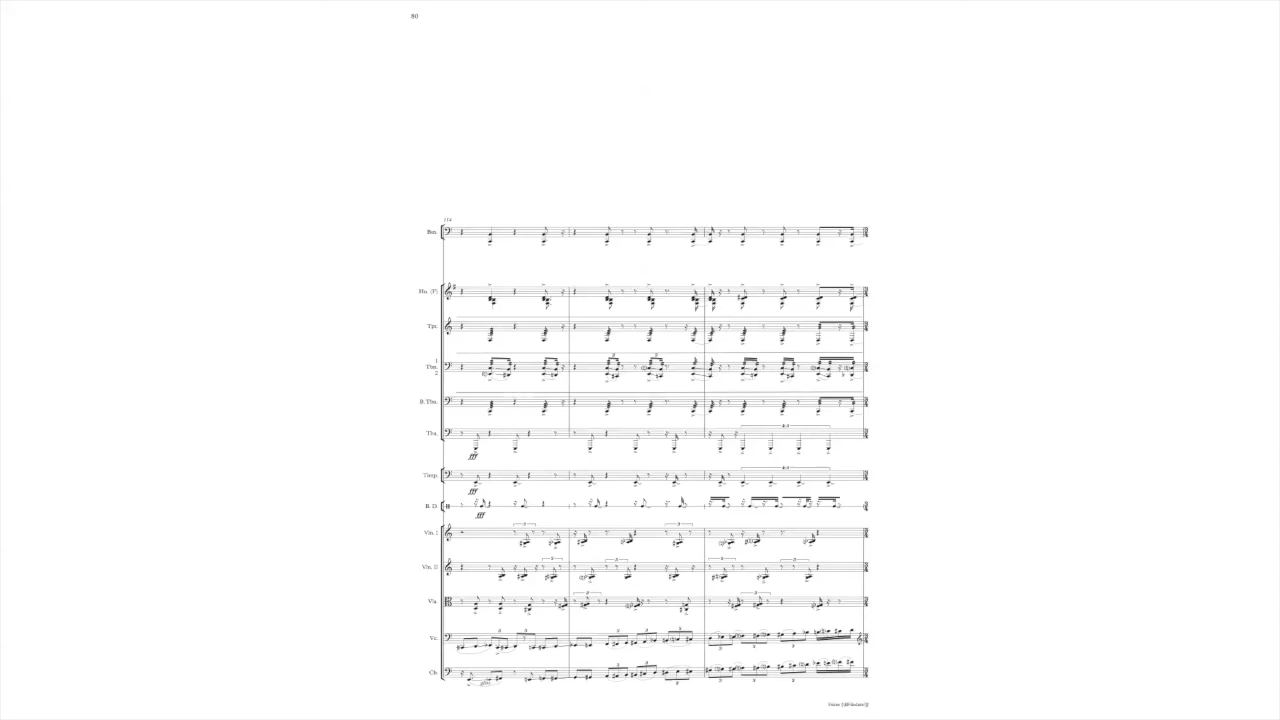 80
114
Bsn.
Hn. (F)
Tpt.
1
Tbn.
2
B. Tbn.
Tba.
fff
Timp.
fff
B. D.
fff
Vln. I
Vln. II
Vla.
Vc.
Cb.